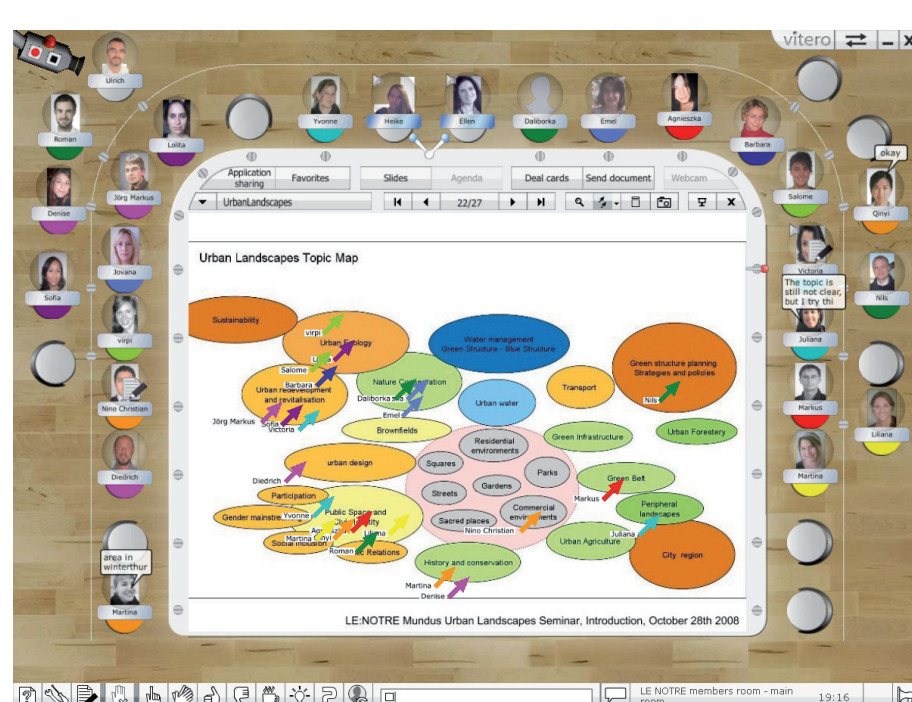 vitero
Ulrich
Roman
Lolita
Yvonne
Heike
Ellen
Daliborka
Emel
Agnieszka
Barbara
okay
Denise
Jörg Markus
Salome
Qinyi
Application
sharing
Favorites
Slides
Agenda
Deal cards
Send document
Webcam
UrbanLandscapes
22/27
Sofia
Jovana
Victoria
Nils
The topic is
still not clear,
but I try thi
virpi
Juliana
Nino Christian
Markus
Liliana
Diedrich
Martina
area in
winterthur
Martina
Urban Landscapes Topic Map
Sustainability
virpi
Urban Ecology
Water management
Green Structure - Blue Structure
Salome
Barbara
Nature Conservation
Daliborka
Emel
Urban redevelopment
and revitalisation
Jörg Markus
Sofia
Victoria
Urban water
Transport
Green structure planning
Strategies and policies
Nils
Brownfields
Residential
environments
Green Infrastructure
Urban Forestery
urban design
Diedrich
Squares
Parks
Gardens
Streets
Green Belt
Markus
Participation
Yvonne
Public Space and
Gender mainstre
Martina
Roman
Sacred places
Commercial
environments
Nino Christian
Peripheral
landscapes
Juliana
Urban Agriculture
City region
History and conservation
Martina
Denise
LE:NOTRE Mundus Urban Landscapes Seminar, Introduction, October 28th 2008
LE NOTRE members room - main
room
19:16